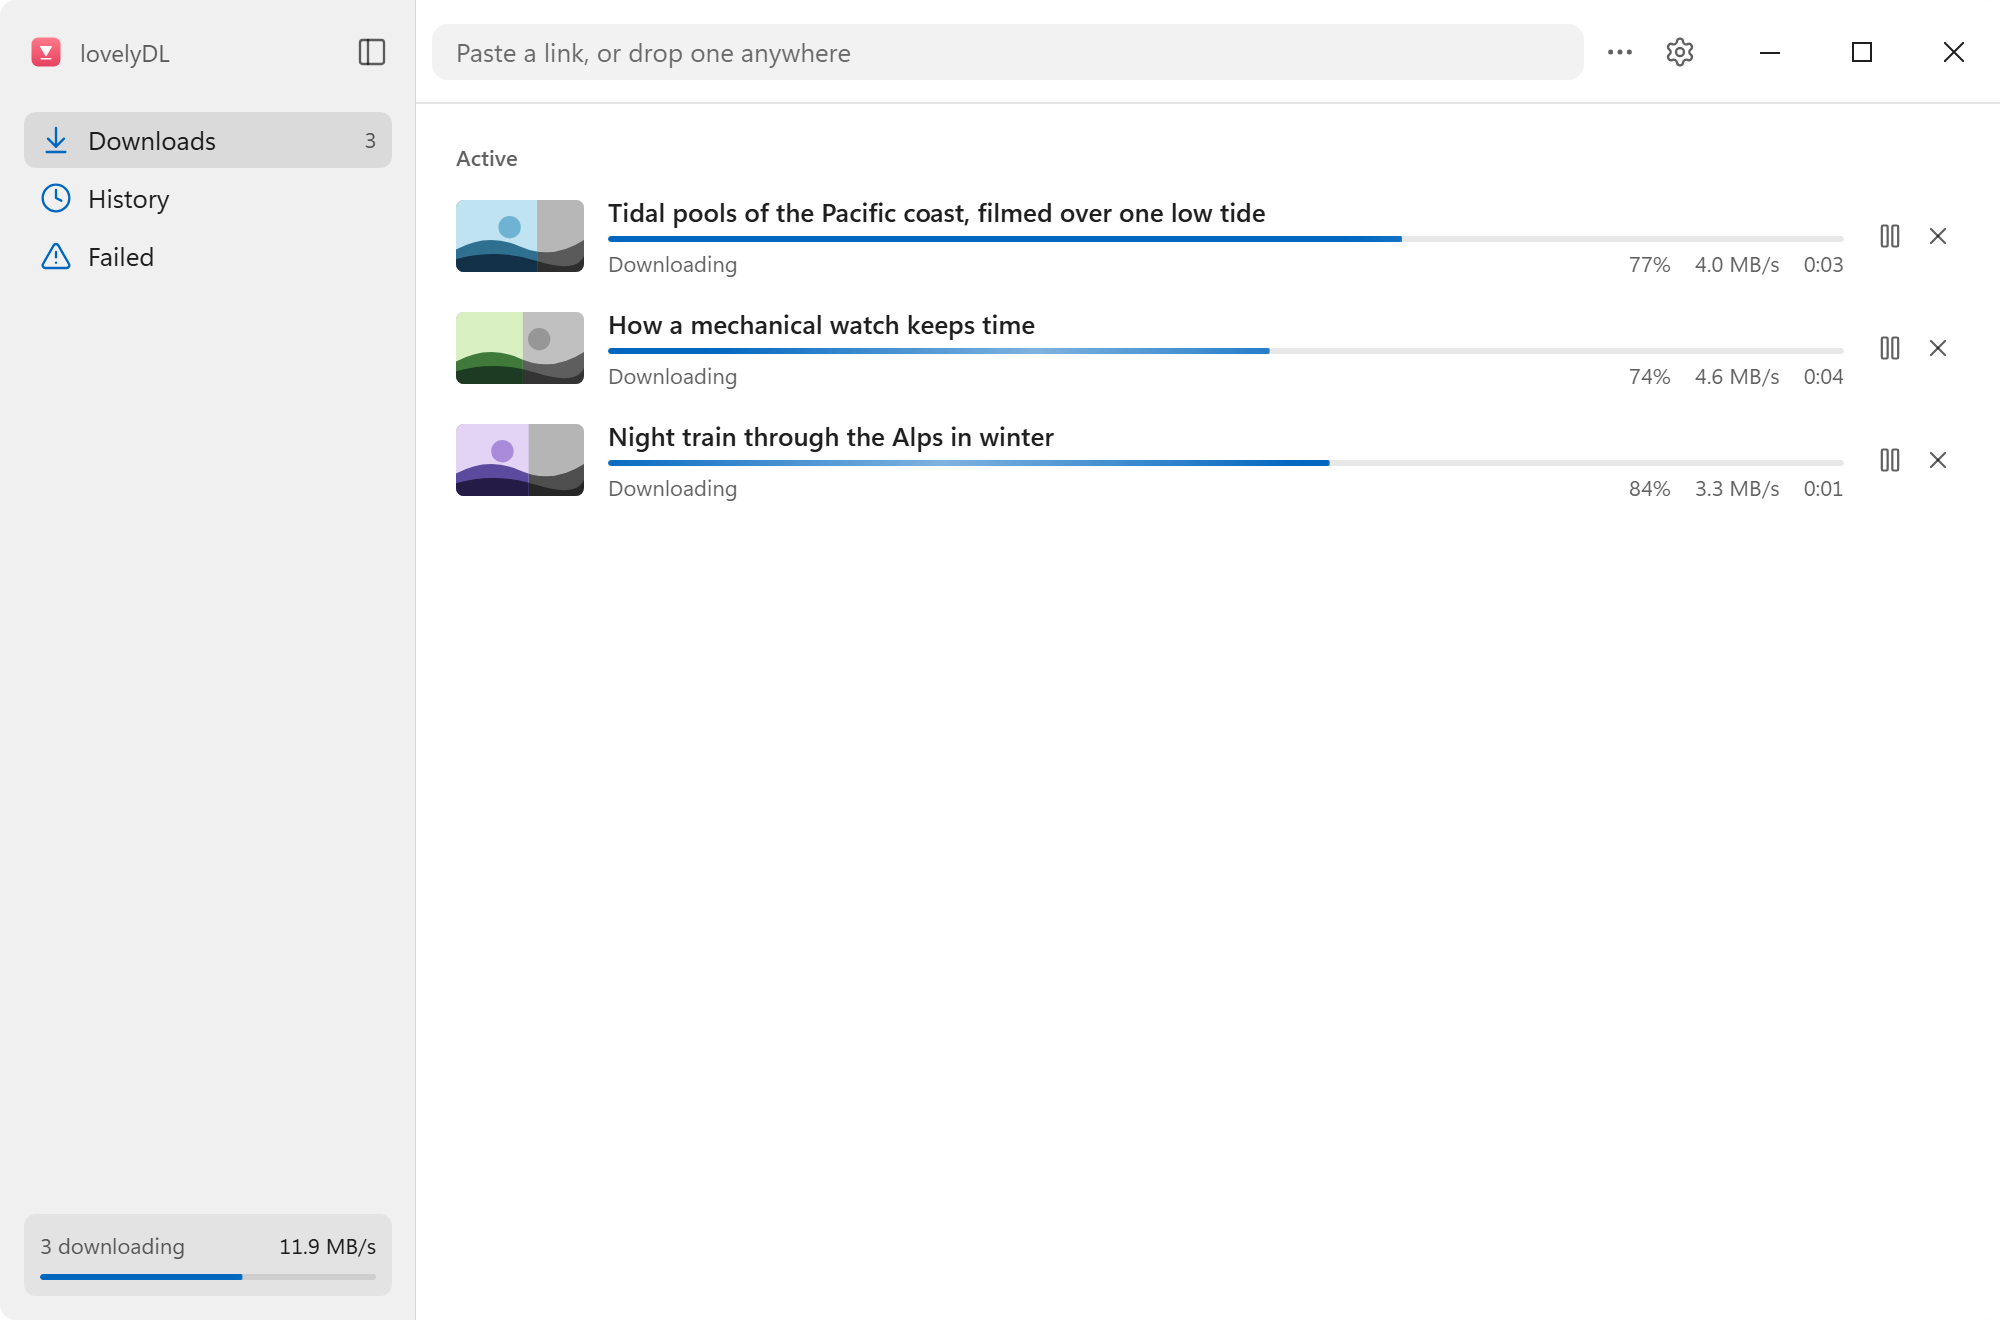 lovelyDL
Paste a link, or drop one anywhere
Downloads 3
History
Failed
Active
Tidal pools of the Pacific coast, filmed over one low tide
Downloading 77% 4.0 MB/s 0:03
How a mechanical watch keeps time
Downloading 74% 4.6 MB/s 0:04
Night train through the Alps in winter
Downloading 84% 3.3 MB/s 0:01
3 downloading 11.9 MB/s